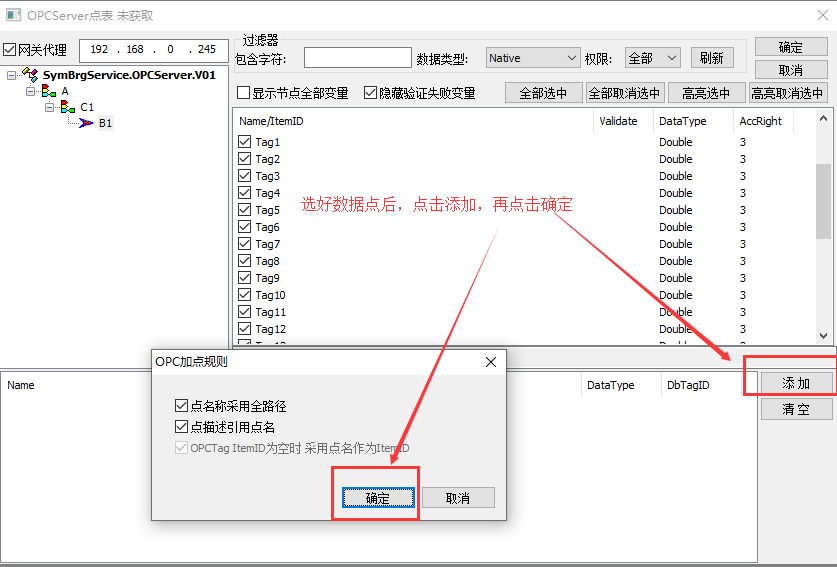 OPCServer点表 未获取
网关代理 192 . 168 . 0 . 245
SymBrgService.OPCServer.V01
A
C1
B1
过滤器
包含字符: 数据类型: Native 权限: 全部 刷新
确定
取消
显示节点全部变量 隐藏验证失败变量 全部选中 全部取消选中 高亮选中 高亮取消选中
Name/ItemID Validate DataType AccRight
Tag1 Double 3
Tag2 Double 3
Tag3 Double 3
Tag4 Double 3
Tag5 Double 3
Tag6 Double 3
Tag7 Double 3
Tag8 Double 3
Tag9 Double 3
Tag10 Double 3
Tag11 Double 3
Tag12 Double 3
选好数据点后，点击添加，再点击确定
Name DataType DbTagID
添加
清空
OPC加点规则
点名称采用全路径
点描述引用点名
OPCTag ItemID为空时 采用点名作为ItemID
确定 取消